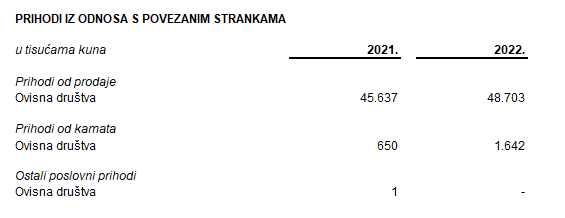 PRIHODI IZ ODNOSA S POVEZANIM STRANKAMA
u tisućama kuna 2021. 2022.
Prihodi od prodaje
Ovisna društva 45.637 48.703
Prihodi od kamata
Ovisna društva 650 1.642
Ostali poslovni prihodi
Ovisna društva 1 -